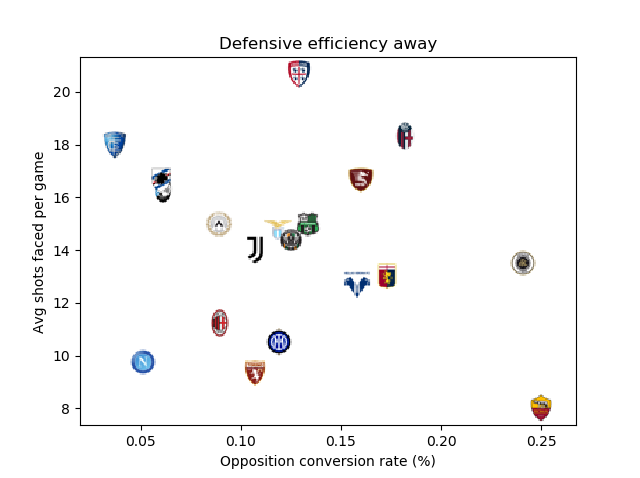 Defensive efficiency away
Avg shots faced per game
20
18
16
14
12
10
8
0.05 0.10 0.15 0.20 0.25
Opposition conversion rate (%)